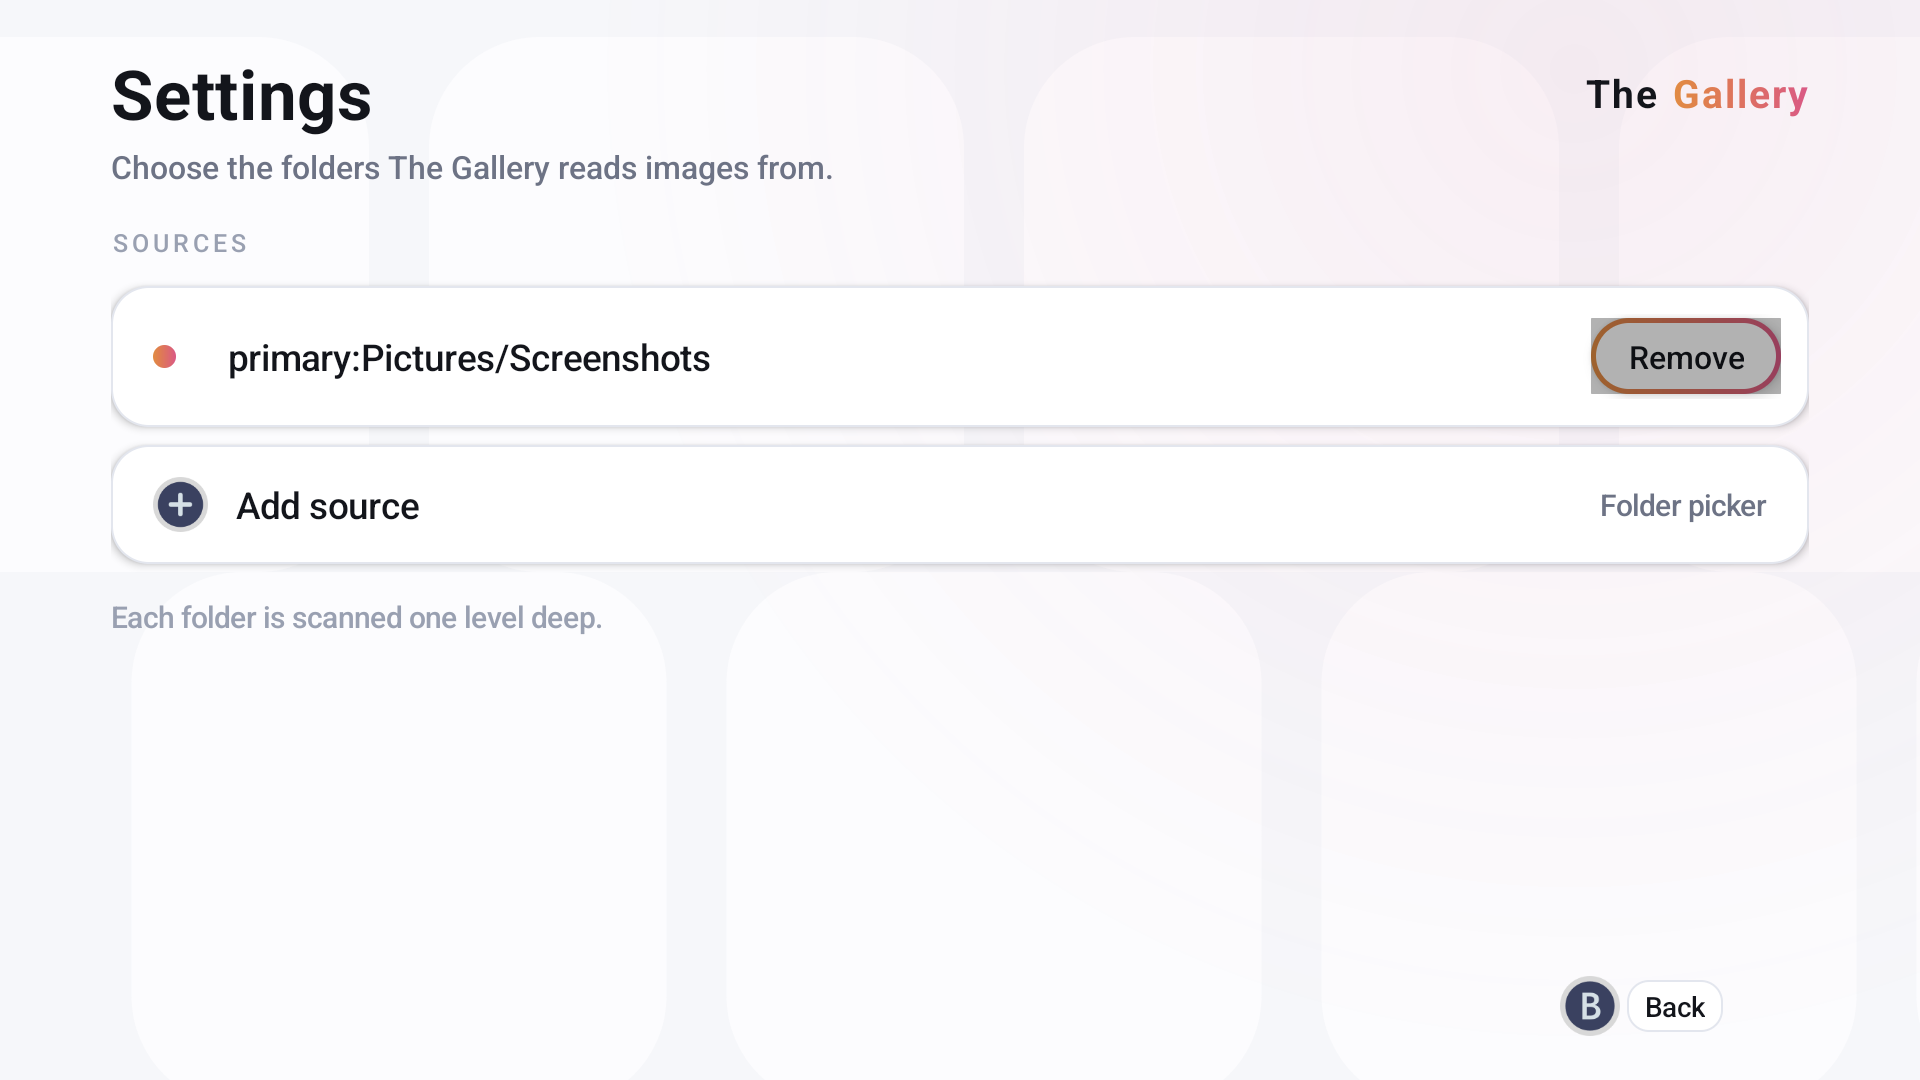 Settings
The Gallery
Choose the folders The Gallery reads images from.
SOURCES
primary:Pictures/Screenshots
Remove
Add source
Folder picker
Each folder is scanned one level deep.
B Back